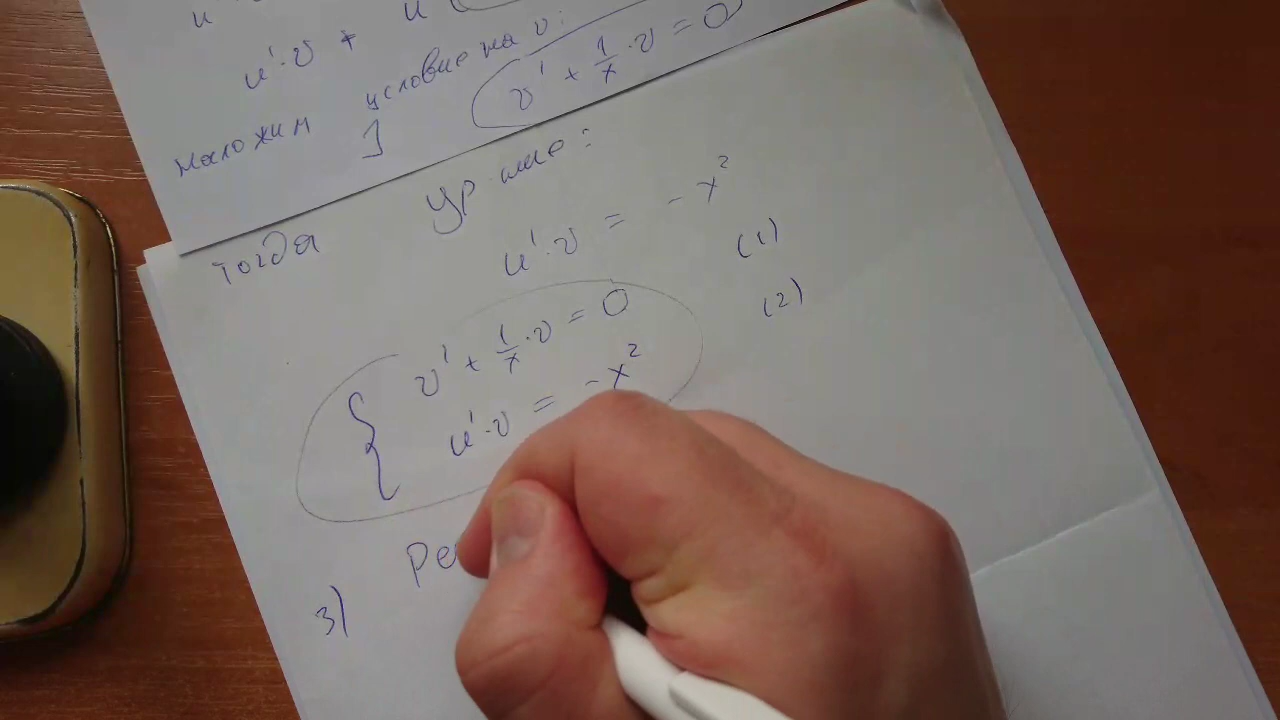 u' · v + u
Наложим условие на v:
v' + 1/x · v = 0
Тогда ур-ние:
u' · v = -x²
(1)
v' + 1/x · v = 0
(2)
u' · v = -x²
3) Ре